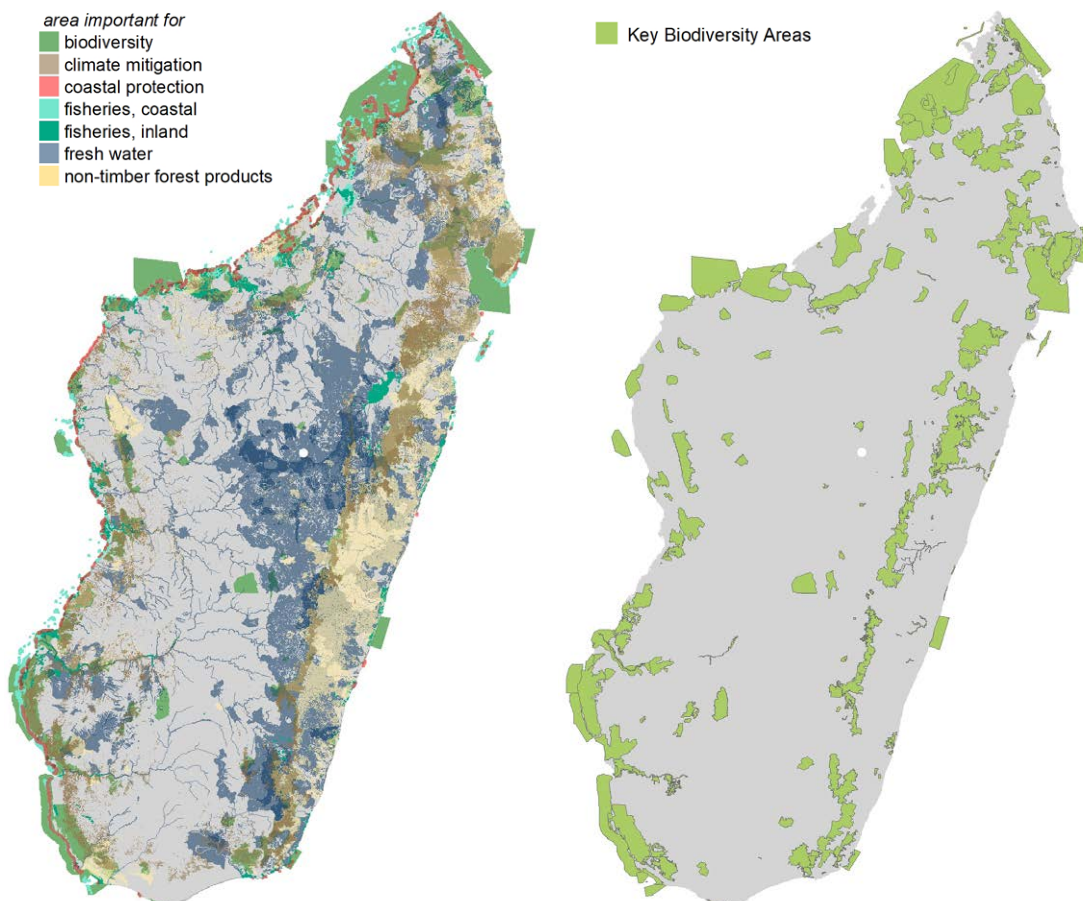 area important for
biodiversity
climate mitigation
coastal protection
fisheries, coastal
fisheries, inland
fresh water
non-timber forest products
Key Biodiversity Areas